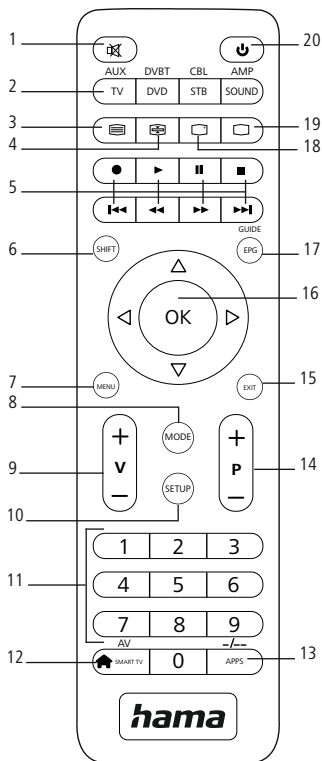 1
20
AUX DVBT CBL AMP
2 TV DVD STB SOUND
3
19
4
18
5
GUIDE
6 SHIFT EPG 17
16
OK
7 MENU EXIT 15
8
MODE
+ +
9 V P 14
– –
10 SETUP
1 2 3
11
4 5 6
7 8 9
AV -/--
12 SMART TV 0 APPS 13
hama